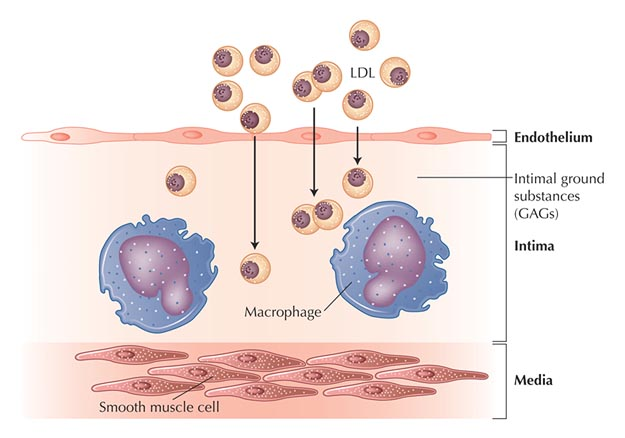 LDL
Endothelium
Intimal ground
substances
(GAGs)
Intima
Macrophage
Media
Smooth muscle cell